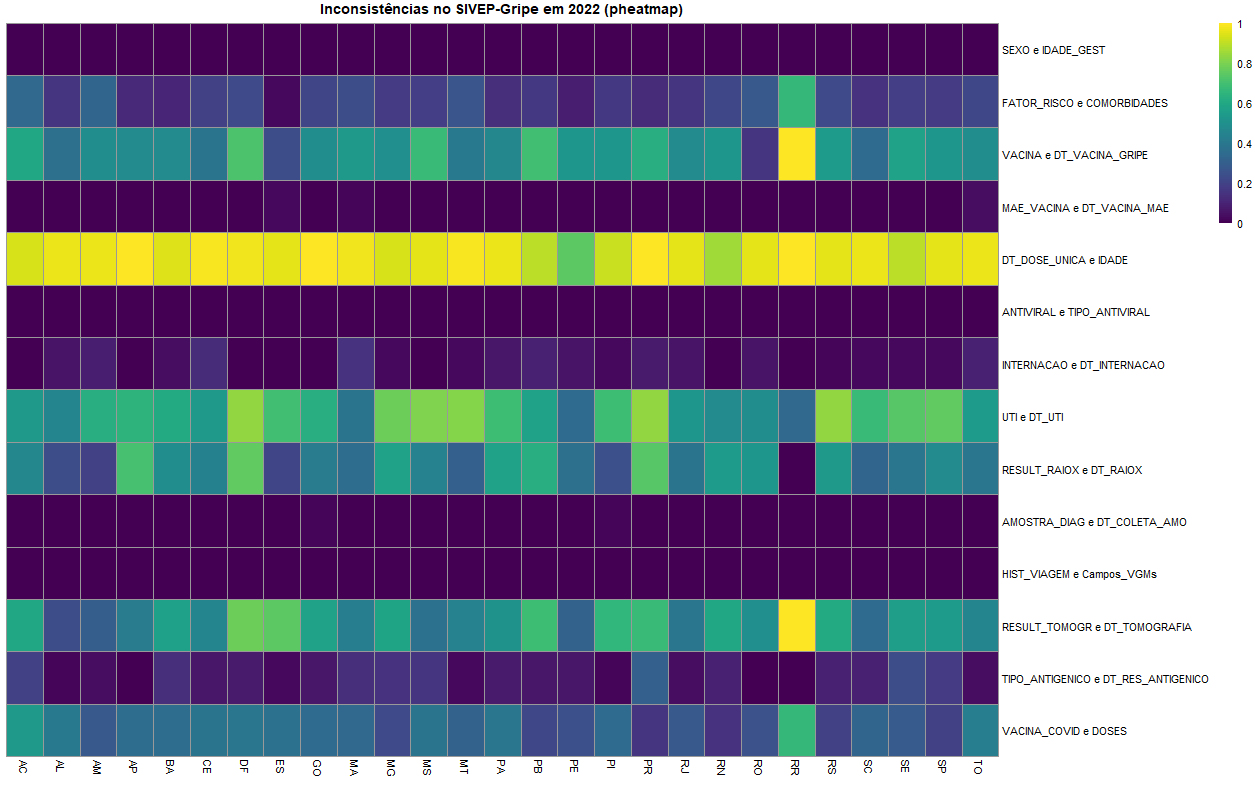 Inconsistências no SIVEP-Gripe em 2022 (pheatmap)
1
0.8
0.6
0.4
0.2
0
SEXO e IDADE_GEST
FATOR_RISCO e COMORBIDADES
VACINA e DT_VACINA_GRIPE
MAE_VACINA e DT_VACINA_MAE
DT_DOSE_UNICA e IDADE
ANTIVIRAL e TIPO_ANTIVIRAL
INTERNACAO e DT_INTERNACAO
UTI e DT_UTI
RESULT_RAIOX e DT_RAIOX
AMOSTRA_DIAG e DT_COLETA_AMO
HIST_VIAGEM e Campos_VGMs
RESULT_TOMOGR e DT_TOMOGRAFIA
TIPO_ANTIGENICO e DT_RES_ANTIGENICO
VACINA_COVID e DOSES
AC
AL
AM
AP
BA
CE
DF
ES
GO
MA
MG
MS
MT
PA
PB
PE
PI
PR
RJ
RN
RO
RR
RS
SC
SE
SP
TO